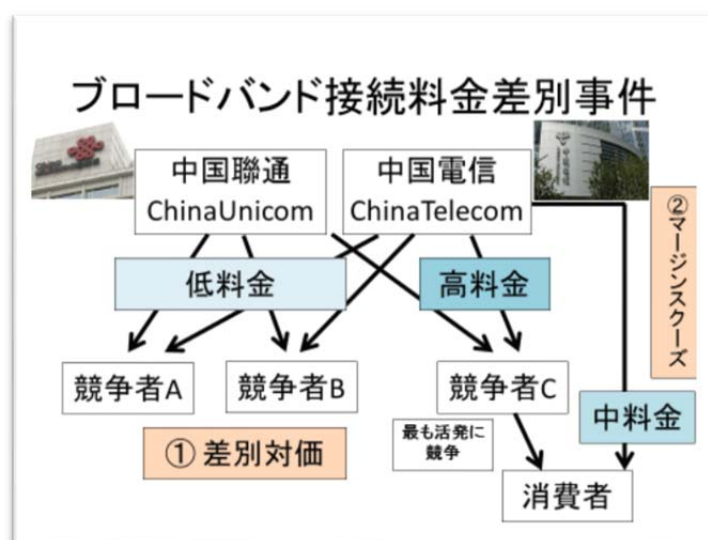 ブロードバンド接続料金差別事件
中国聯通
ChinaUnicom
中国電信
ChinaTelecom
②マージンスクーズ
低料金
高料金
競争者A
競争者B
競争者C
中料金
①差別対価
最も活発に
競争
消費者